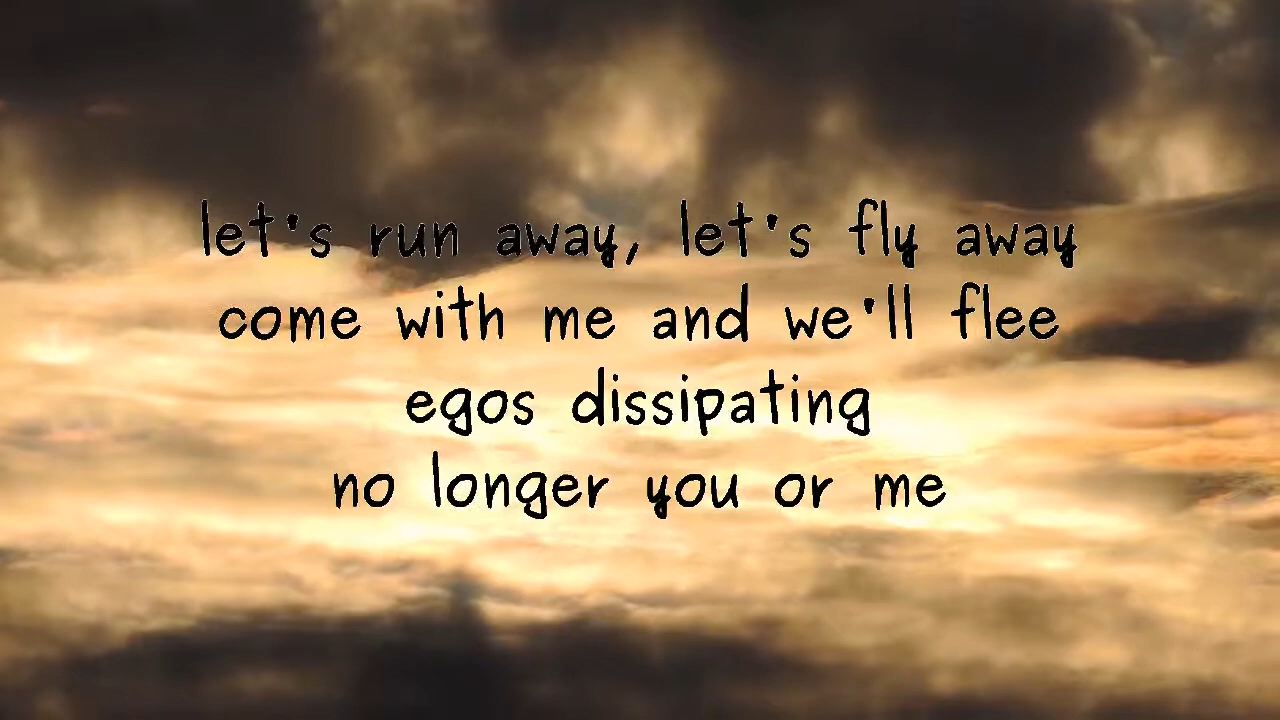 let's run away, let's fly away
come with me and we'll flee
egos dissipating
no longer you or me